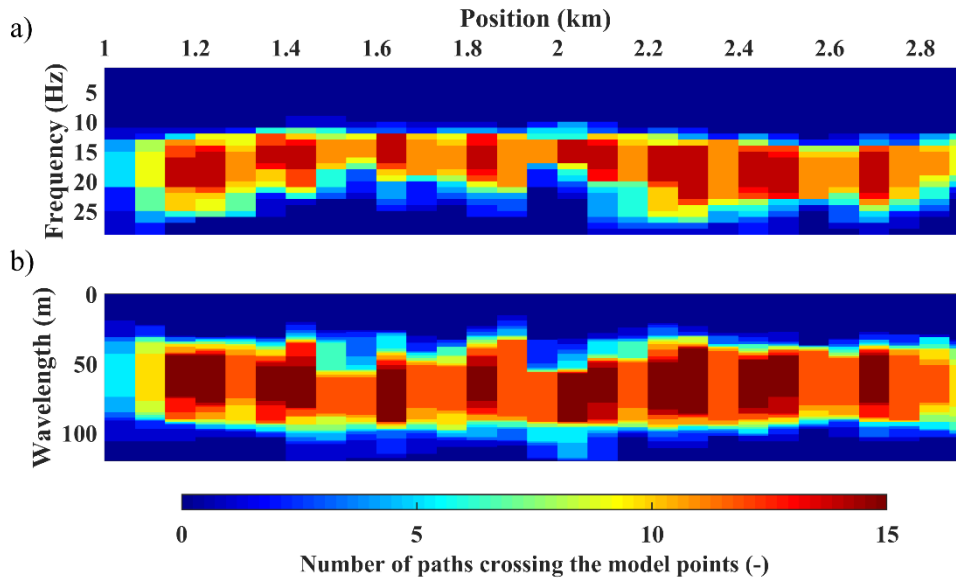 a)
Position (km)
1 1.2 1.4 1.6 1.8 2 2.2 2.4 2.6 2.8
Frequency (Hz)
5
10
15
20
25
b)
Wavelength (m)
0
50
100
0 5 10 15
Number of paths crossing the model points (-)